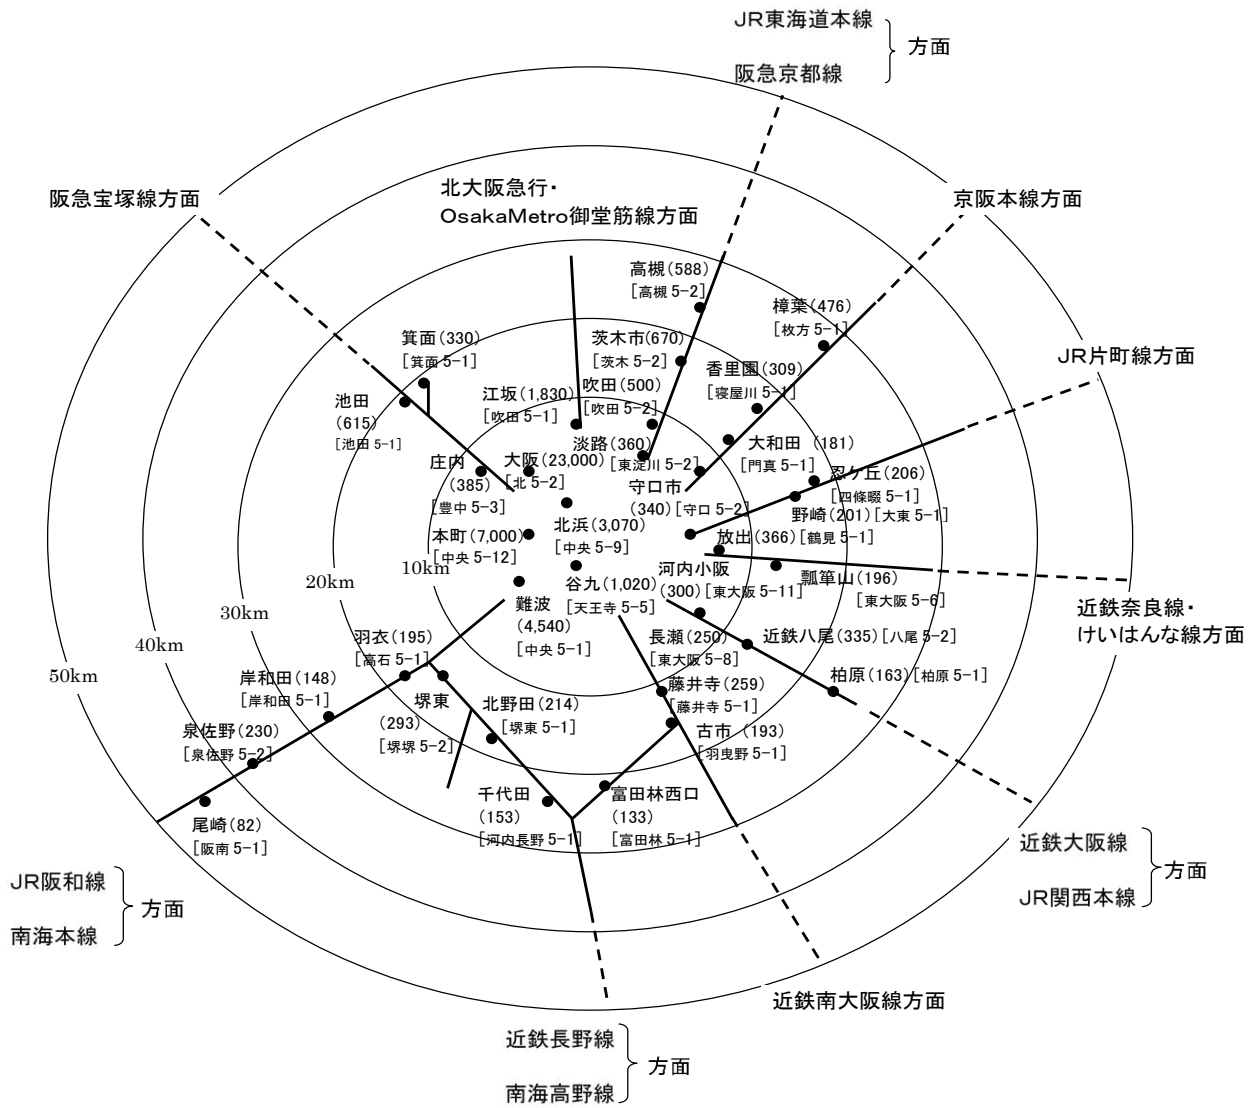 JR東海道本線
阪急京都線
方面
阪急宝塚線方面
北大阪急行・
OsakaMetro御堂筋線方面
京阪本線方面
JR片町線方面
高槻(588)
[高槻 5-2]
樟葉(476)
[枚方 5-1]
箕面(330)
[箕面 5-1]
茨木市(670)
[茨木 5-2]
香里園(309)
[寝屋川 5-1]
池田
(615)
[池田 5-1]
江坂(1,830)
[吹田 5-1]
吹田(500)
[吹田 5-2]
淡路(360)
[東淀川 5-2]
大和田(181)
[門真 5-1]
庄内
(385)
[豊中 5-3]
大阪(23,000)
[北 5-2]
守口市
(340)[守口 5-2]
忍ケ丘(206)
[四條畷 5-1]
野崎(201)[大東 5-1]
本町(7,000)
[中央 5-12]
北浜(3,070)
[中央 5-9]
放出(366)
[鶴見 5-1]
10km
20km
30km
40km
50km
谷九(1,020)
[天王寺 5-5]
河内小阪
(300)[東大阪 5-11]
瓢箪山(196)
[東大阪 5-6]
近鉄奈良線・
けいはんな線方面
難波
(4,540)
[中央 5-1]
長瀬(250)
[東大阪 5-8]
近鉄八尾(335)[八尾 5-2]
柏原(163)[柏原 5-1]
羽衣(195)
[高石 5-1]
岸和田(148)
[岸和田 5-1]
泉佐野(230)
[泉佐野 5-2]
尾崎(82)
[阪南 5-1]
堺東
(293)
[堺堺 5-2]
北野田(214)
[堺東 5-1]
藤井寺(259)
[藤井寺 5-1]
古市(193)
[羽曳野 5-1]
千代田
(153)
[河内長野 5-1]
富田林西口
(133)
[富田林 5-1]
近鉄大阪線
JR関西本線
方面
JR阪和線
南海本線
方面
近鉄南大阪線方面
近鉄長野線
南海高野線
方面